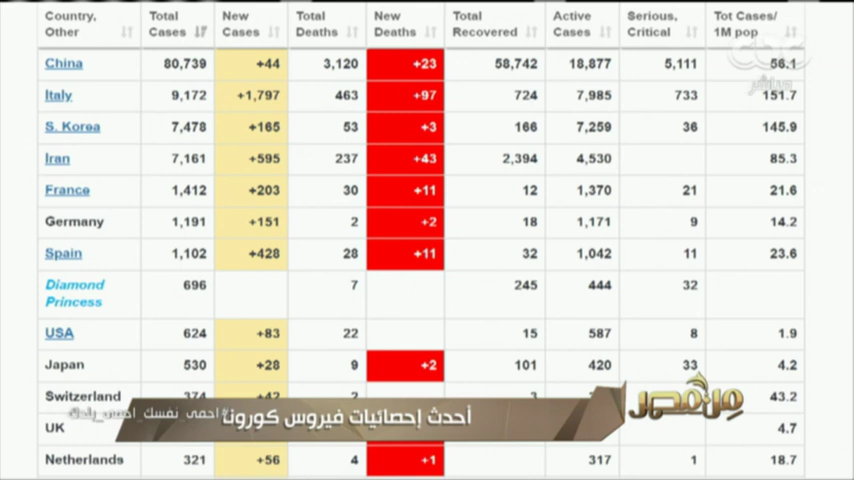 Country, Other Total Cases New Cases Total Deaths New Deaths Total Recovered Active Cases Serious, Critical Tot Cases/ 1M pop
cbc
مباشر
China 80,739 +44 3,120 +23 58,742 18,877 5,111 56.1
Italy 9,172 +1,797 463 +97 724 7,985 733 151.7
S. Korea 7,478 +165 53 +3 166 7,259 36 145.9
Iran 7,161 +595 237 +43 2,394 4,530 85.3
France 1,412 +203 30 +11 12 1,370 21 21.6
Germany 1,191 +151 2 +2 18 1,171 9 14.2
Spain 1,102 +428 28 +11 32 1,042 11 23.6
Diamond Princess 696 7 245 444 32
USA 624 +83 22 15 587 8 1.9
Japan 530 +28 9 +2 101 420 33 4.2
Switzerland 374 +42 2 3 43.2
من مصر
أحدث إحصائيات فيروس كورونا
#احمي_نفسك_احمي_بلدك
UK 4.7
Netherlands 321 +56 4 +1 317 1 18.7